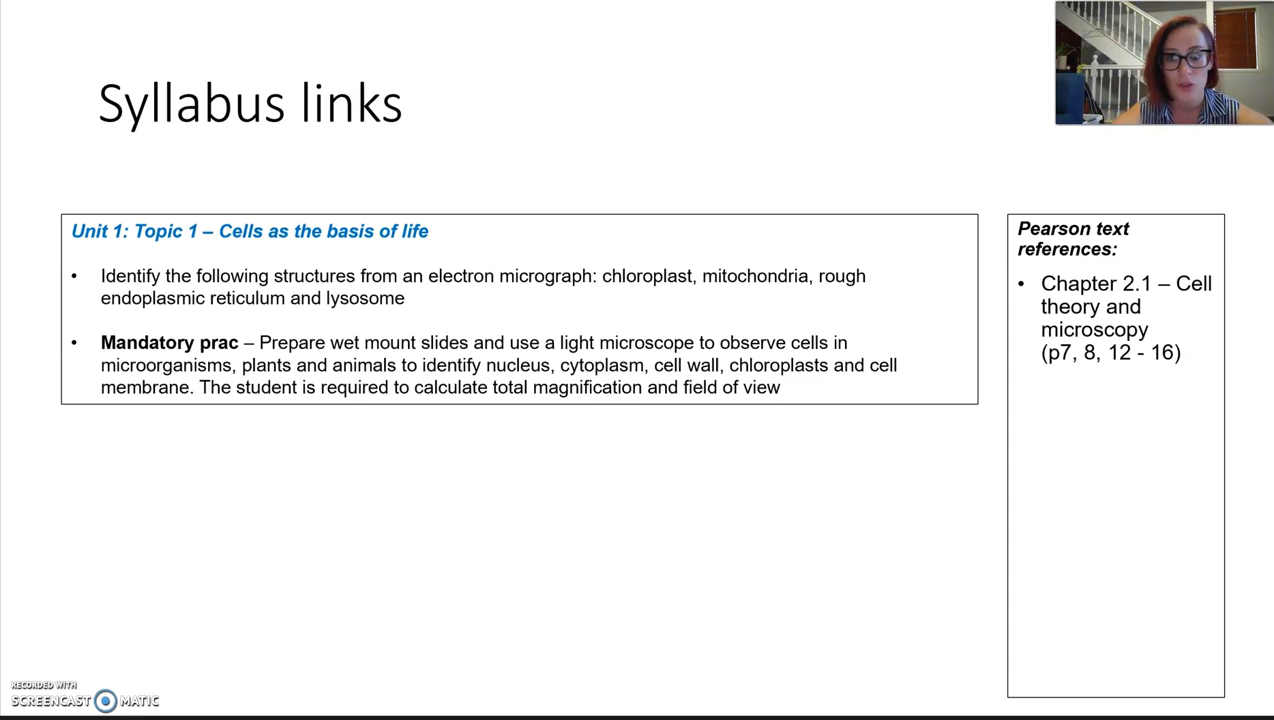 Syllabus links
Unit 1: Topic 1 – Cells as the basis of life
• Identify the following structures from an electron micrograph: chloroplast, mitochondria, rough
endoplasmic reticulum and lysosome
• Mandatory prac – Prepare wet mount slides and use a light microscope to observe cells in
microorganisms, plants and animals to identify nucleus, cytoplasm, cell wall, chloroplasts and cell
membrane. The student is required to calculate total magnification and field of view
Pearson text
references:
• Chapter 2.1 – Cell
theory and
microscopy
(p7, 8, 12 - 16)
RECORDED WITH
SCREENCAST MATIC